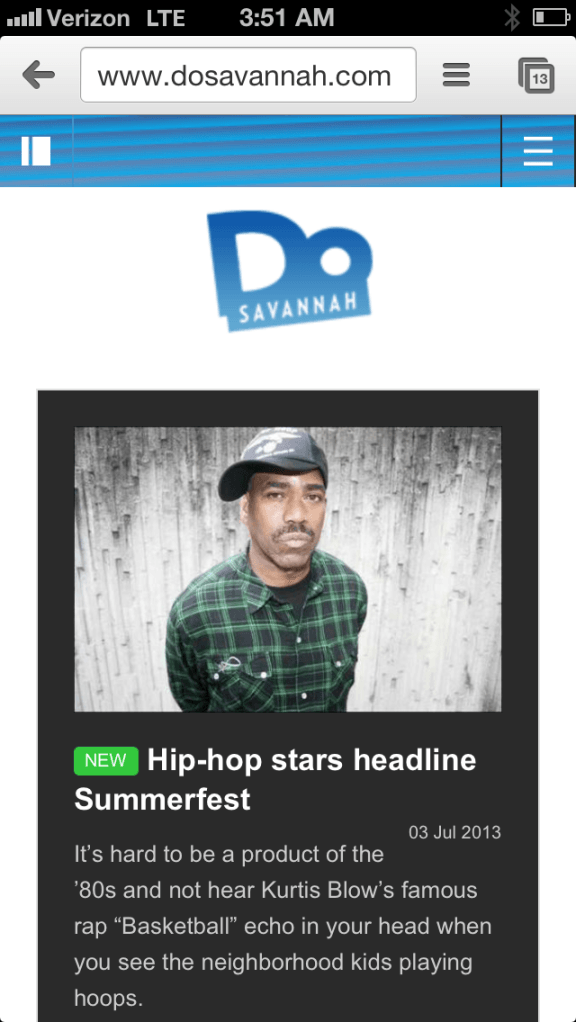 Verizon LTE 3:51 AM
www.dosavannah.com 13
Do
SAVANNAH
NEW Hip-hop stars headline
Summerfest
03 Jul 2013
It’s hard to be a product of the
’80s and not hear Kurtis Blow’s famous
rap “Basketball” echo in your head when
you see the neighborhood kids playing
hoops.